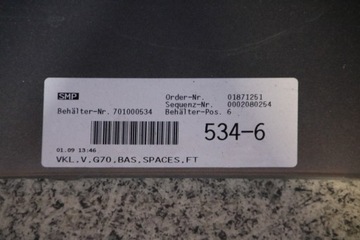 SMP
Order-Nr. 01871251
Sequenz-Nr. 0002080254
Behälter-Nr. 701000534 Behälter-Pos. 6
534-6
01.09 13:46
VKL,V,G70,BAS,SPACES,FT